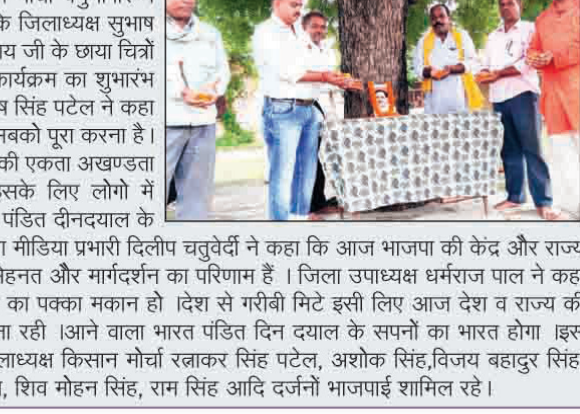 के जिलाध्यक्ष सुभाष
य जी के छाया चित्रों
कार्यक्रम का शुभारंभ
ष सिंह पटेल ने कहा
सबको पूरा करना है।
की एकता अखण्डता
इसके लिए लोगो में
पंडित दीनदयाल के
ा मीडिया प्रभारी दिलीप चतुर्वेदी ने कहा कि आज भाजपा की केंद्र और राज्य
मेहनत और मार्गदर्शन का परिणाम हैं । जिला उपाध्यक्ष धर्मराज पाल ने कह
का पक्का मकान हो ।देश से गरीबी मिटे इसी लिए आज देश व राज्य की
ना रही ।आने वाला भारत पंडित दिन दयाल के सपनों का भारत होगा ।इस
लाध्यक्ष किसान मोर्चा रत्नाकर सिंह पटेल, अशोक सिंह,विजय बहादुर सिंह
, शिव मोहन सिंह, राम सिंह आदि दर्जनों भाजपाई शामिल रहे।